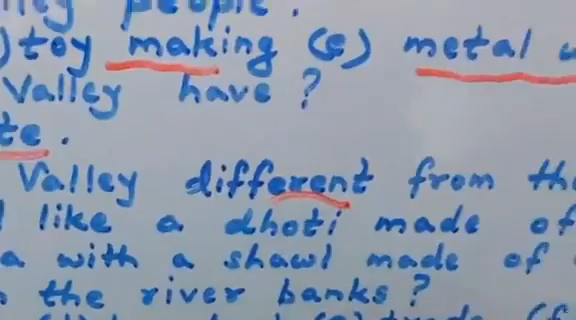 people.
toy making (e) metal
Valley have ?
te.
Valley different from the
like a dhoti made of
a with a shawl made of
the river banks?